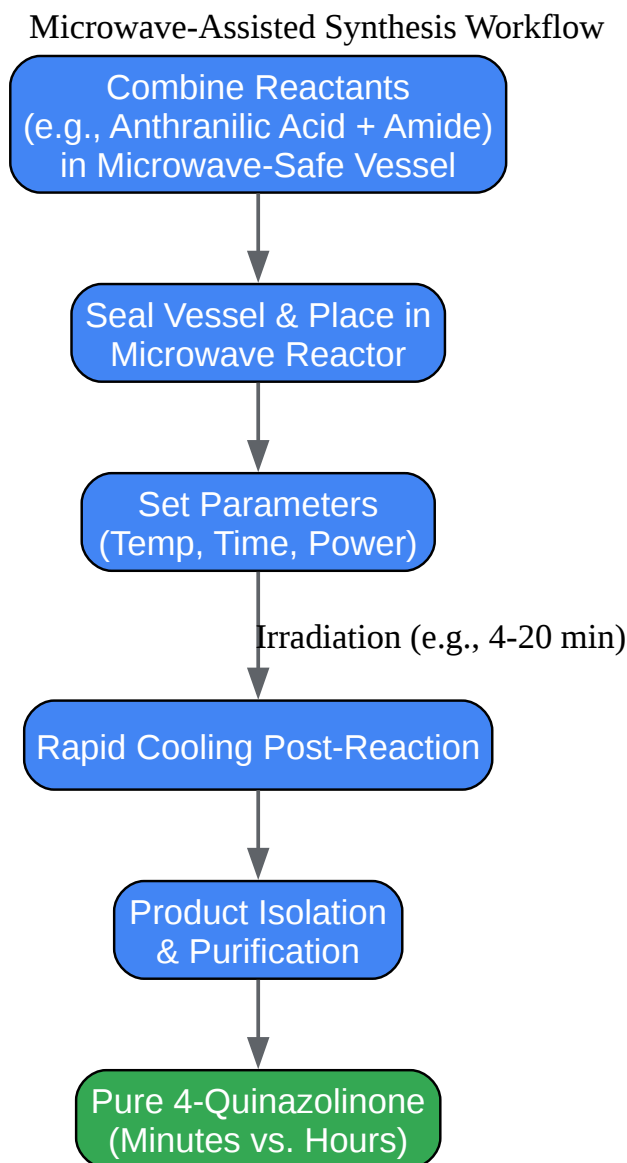 Microwave-Assisted Synthesis Workflow
Combine Reactants
(e.g., Anthranilic Acid + Amide)
in Microwave-Safe Vessel
Seal Vessel & Place in
Microwave Reactor
Set Parameters
(Temp, Time, Power)
Irradiation (e.g., 4-20 min)
Rapid Cooling Post-Reaction
Product Isolation
& Purification
Pure 4-Quinazolinone
(Minutes vs. Hours)